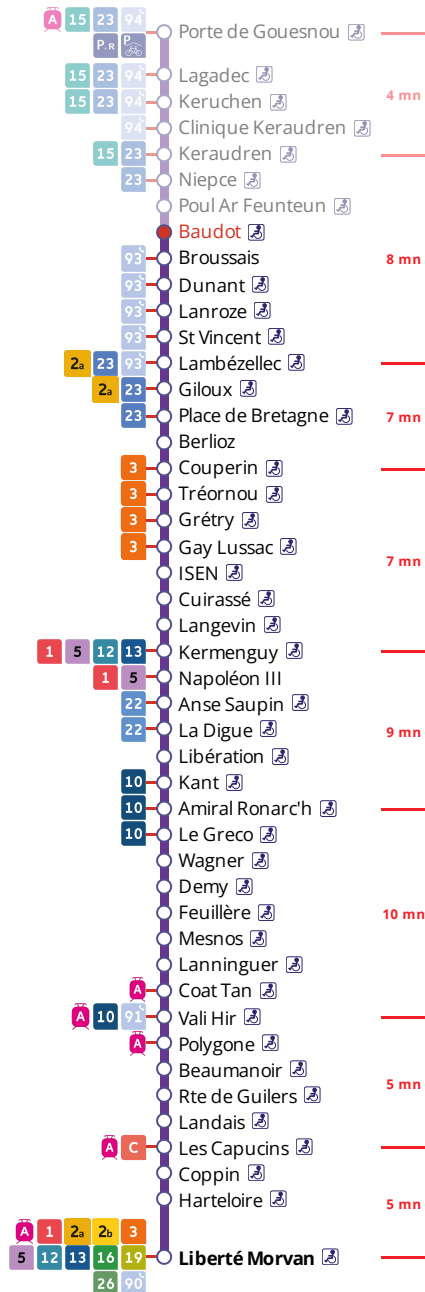 A 15 23 94 Porte de Gouesnou
P+R P
15 23 94 Lagadec
4 mn
15 23 94 Keruchen
94 Clinique Keraudren
15 23 Keraudren
23 Niepce
Poul Ar Feunteun
Baudot
93 Broussais 8 mn
93 Dunant
93 Lanroze
93 St Vincent
2a 23 93 Lambézellec
2a 23 Giloux
23 Place de Bretagne 7 mn
Berlioz
3 Couperin
3 Tréornou
3 Grétry
3 Gay Lussac
7 mn
ISEN
Cuirassé
Langevin
1 5 12 13 Kermenguy
1 5 Napoléon III
22 Anse Saupin
22 La Digue 9 mn
Libération
10 Kant
10 Amiral Ronarc'h
10 Le Greco
Wagner
Demy
Feuillère 10 mn
Mesnos
Lanninguer
A Coat Tan
A 10 91 Vali Hir
A Polygone
Beaumanoir
5 mn
Rte de Guilers
Landais
A C Les Capucins
Coppin
Harteloire 5 mn
A 1 2a 2b 3
5 12 13 16 19 Liberté Morvan
26 90